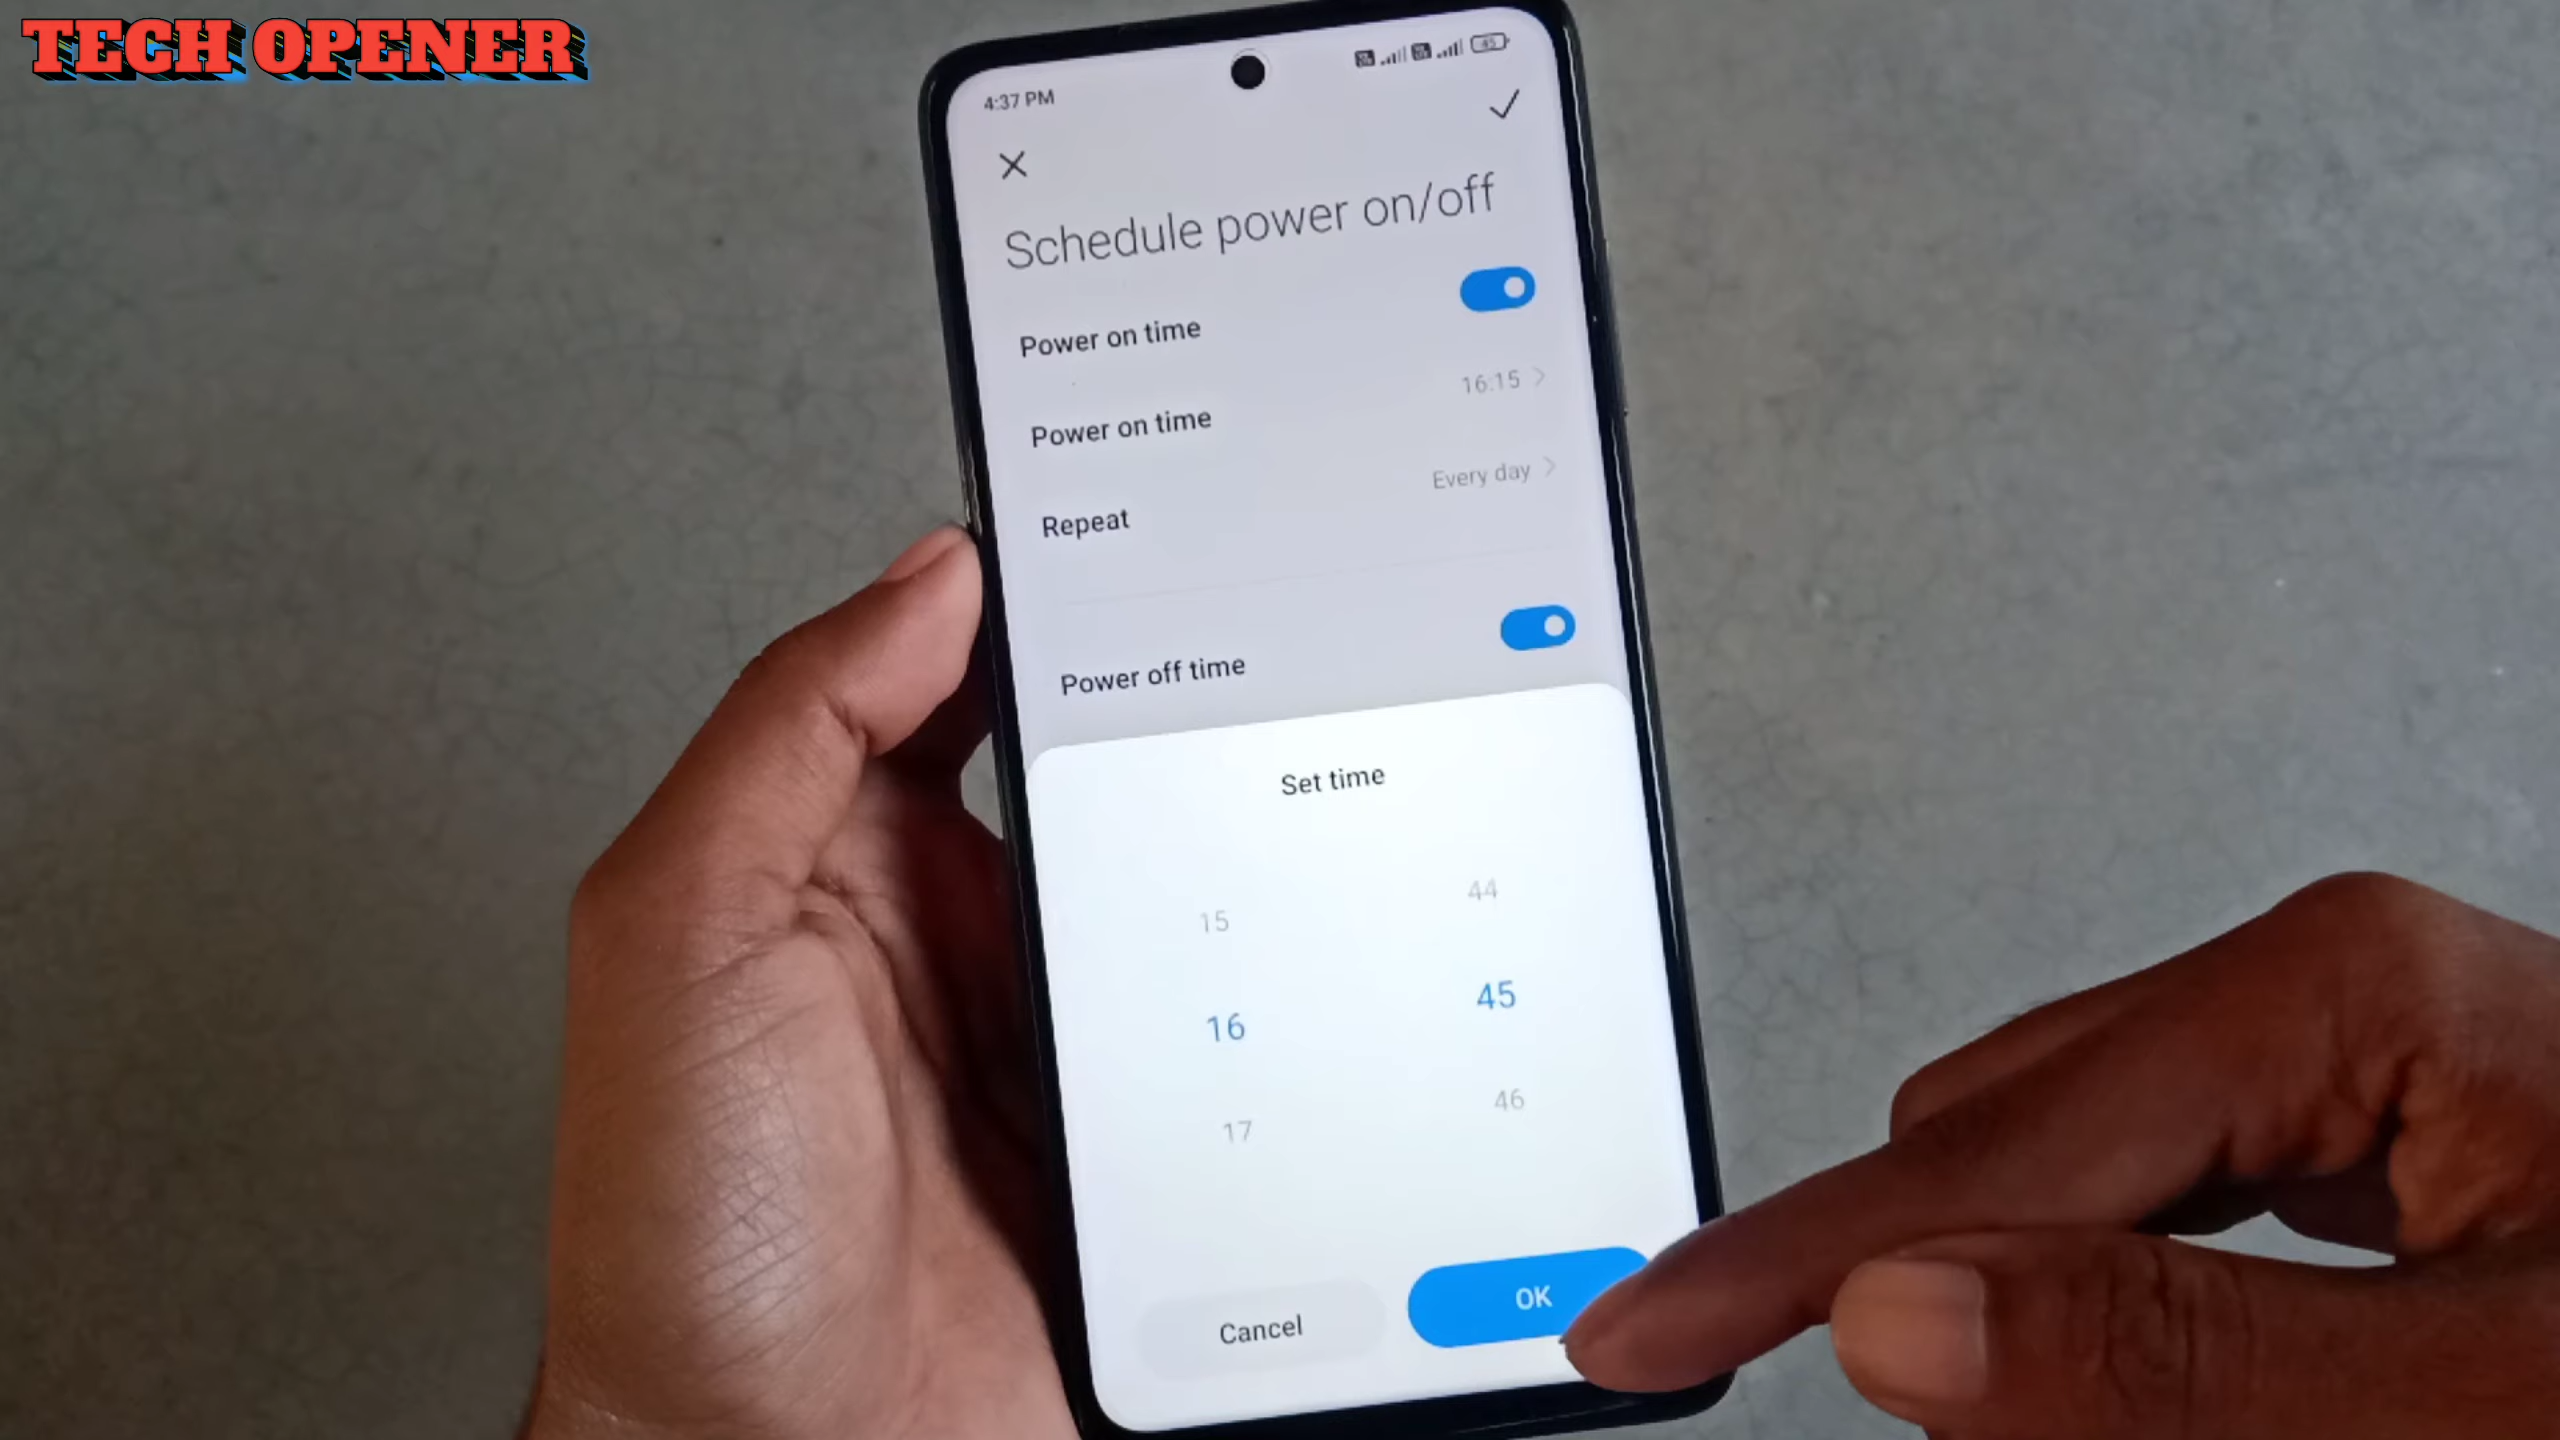 TECH OPENER
4:37 PM
45
Schedule power on/off
Power on time
Power on time
16:15
Repeat
Every day
Power off time
Set time
15 44
16 45
17 46
Cancel
OK